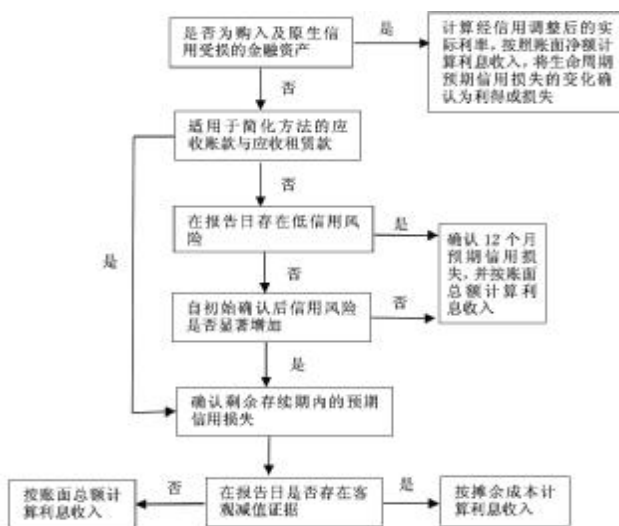 是否为购入及原生信
用受损的金融资产
是
计算经信用调整后的实
际利率，按照账面净额计
算利息收入，将生命周期
预期信用损失的变化确
认为利得或损失
否
适用于简化方法的应
收账款与应收租赁款
否
在报告日存在低信用风
险
是
确认 12 个月
预期信用损
失，并按账面
总额计算利
息收入
是
否
自初始确认后信用风险
是否显著增加
否
是
确认剩余存续期内的预期
信用损失
按账面总额计
算利息收入
否
在报告日是否存在客
观减值证据
是
按摊余成本计
算利息收入